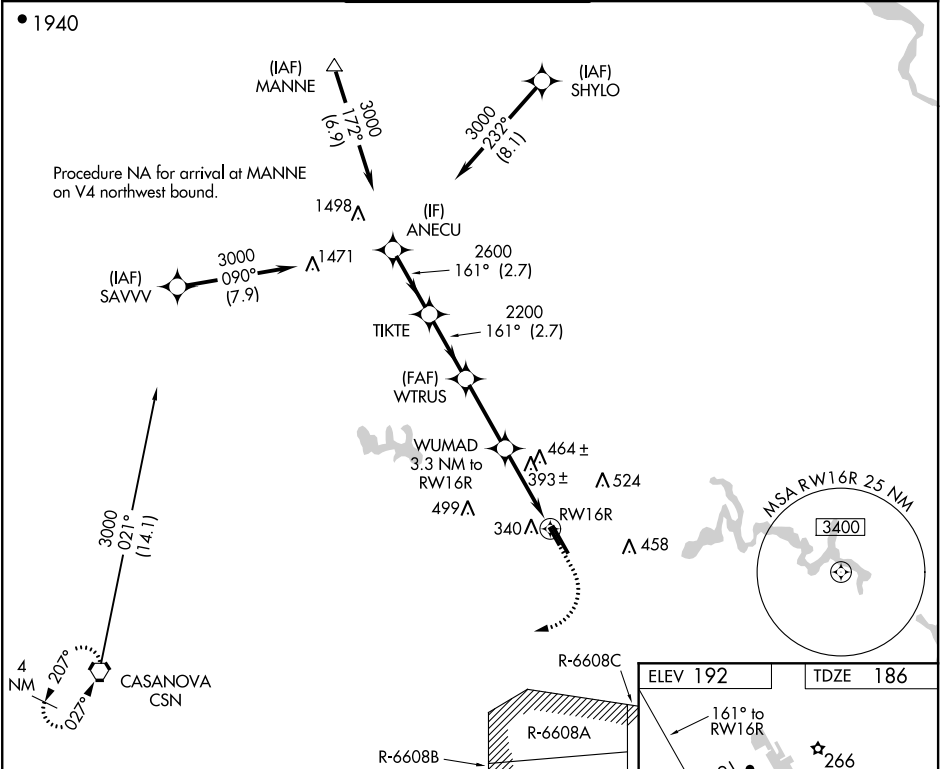 1940
(IAF)
MANNE
3000
172°
(6.9)
(IAF)
SHYLO
3000
232°
(8.1)
Procedure NA for arrival at MANNE
on V4 northwest bound.
1498
(IF)
ANECU
1471
2600
161° (2.7)
(IAF)
SAVVV
3000
090°
(7.9)
2200
161° (2.7)
TIKTE
(FAF)
WTRUS
WUMAD
3.3 NM to
RW16R
464 ±
393 ±
524
499
340
RW16R
458
MSA RW16R 25 NM
3400
3000
021°
(14.1)
4
NM
207°
027°
CASANOVA
CSN
R-6608C
R-6608A
R-6608B
ELEV 192
TDZE 186
161° to
RW16R
266